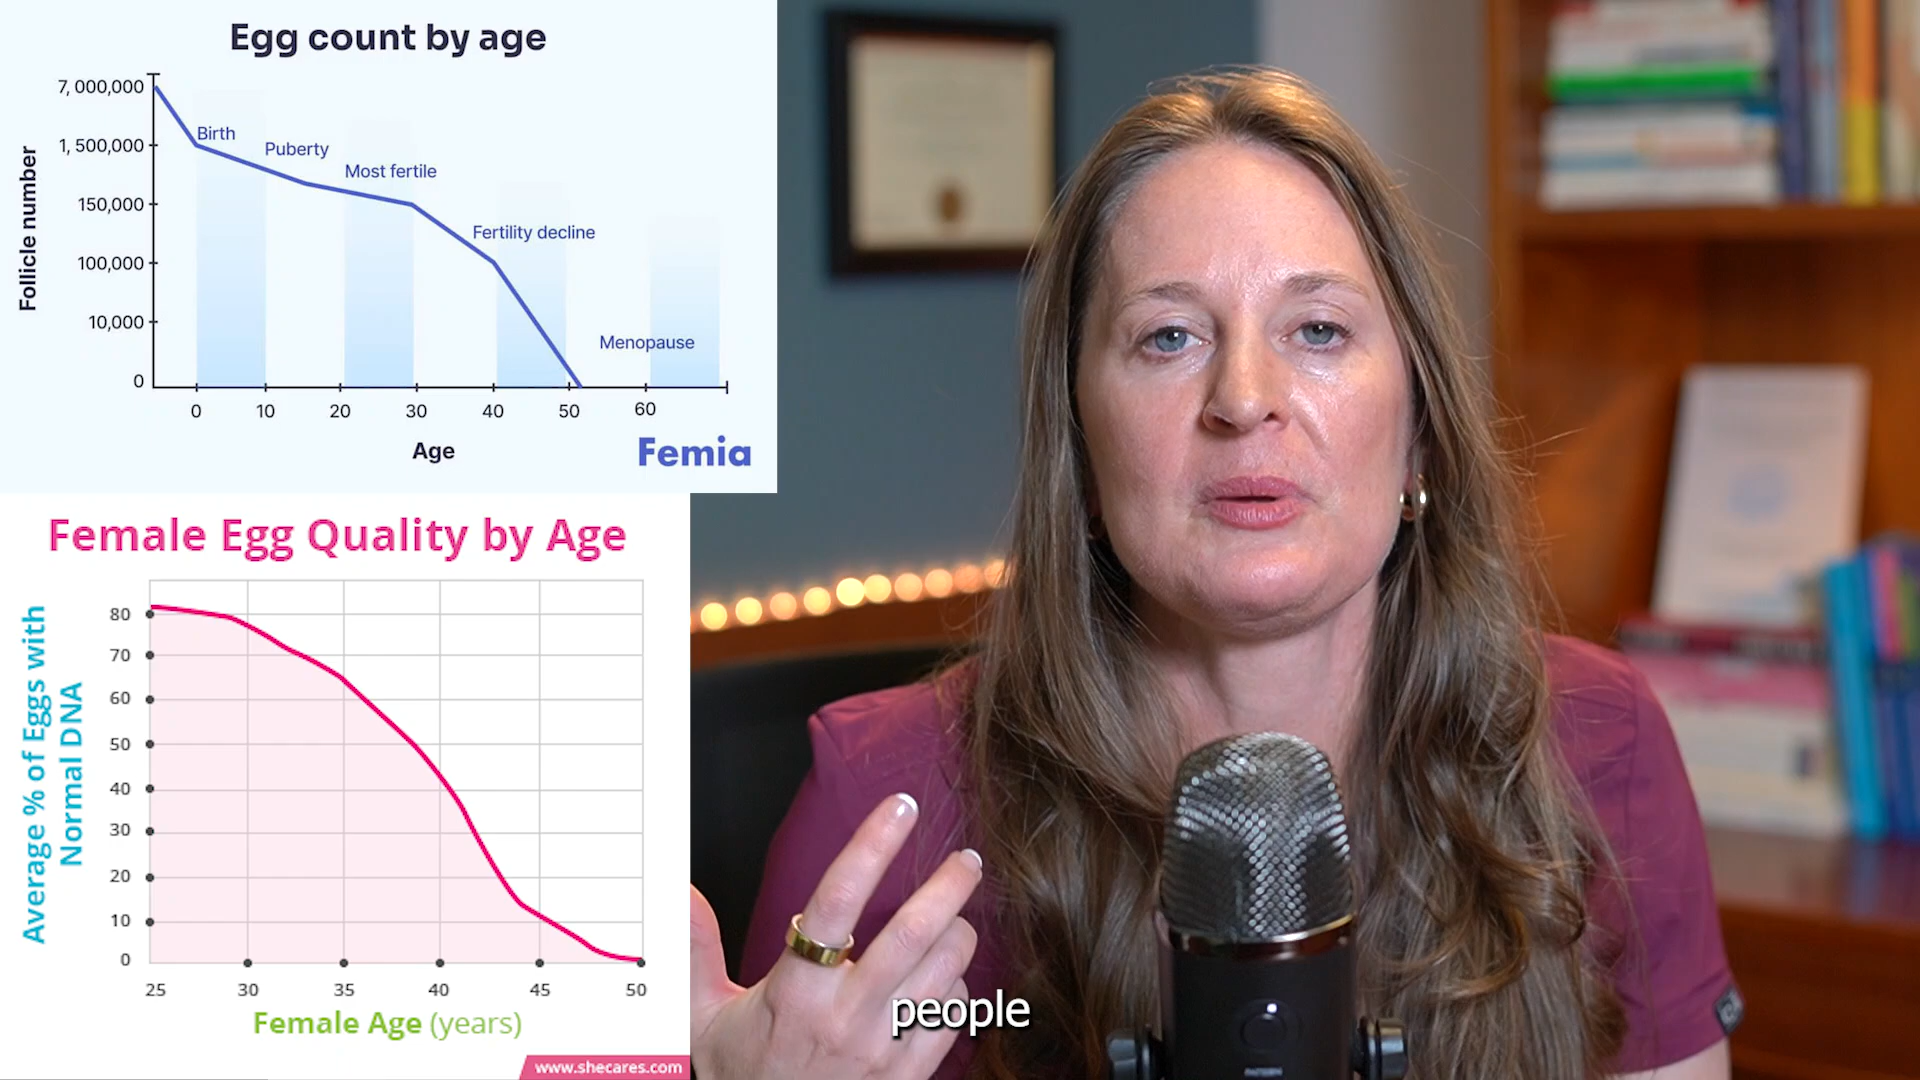 Egg count by age
Follicle number
7, 000,000
1, 500,000
150,000
100,000
10,000
0
Birth
Puberty
Most fertile
Fertility decline
Menopause
0 10 20 30 40 50 60
Age
Femia
Female Egg Quality by Age
Average % of Eggs with
Normal DNA
80
70
60
50
40
30
20
10
0
25 30 35 40 45 50
Female Age (years)
www.shecares.com
people